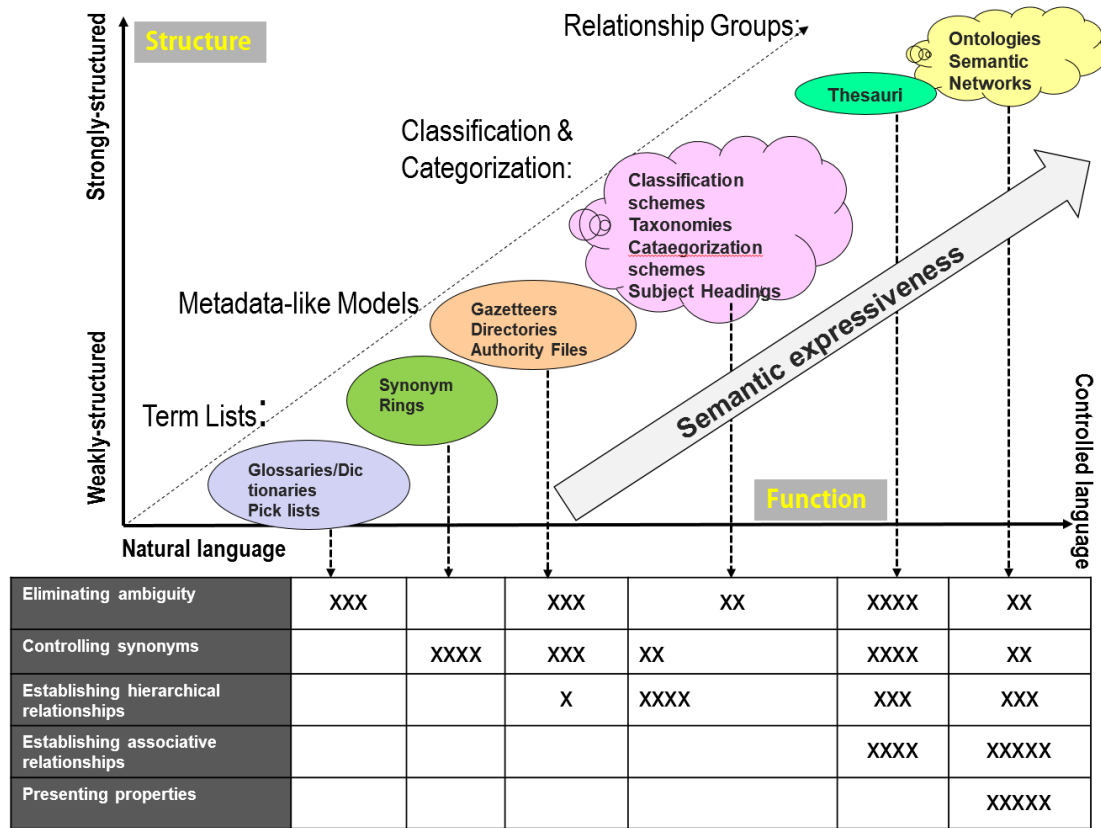 Relationship Groups:
Structure
Ontologies
Semantic
Networks
Thesauri
Strongly-structured
Classification &
Categorization:
Classification
schemes
Taxonomies
Cataegorization
schemes
Subject Headings
Metadata-like Models
Gazetteers
Directories
Authority Files
Semantic expressiveness
Synonym
Rings
Term Lists:
Weakly-structured
Glossaries/Dic
tionaries
Pick lists
Function
Controlled language
Natural language
Eliminating ambiguity XXX XXX XX XXXX XX
Controlling synonyms XXXX XXX XX XXXX XX
Establishing hierarchical
relationships X XXXX XXX XXX
Establishing associative
relationships XXXX XXXXX
Presenting properties XXXXX